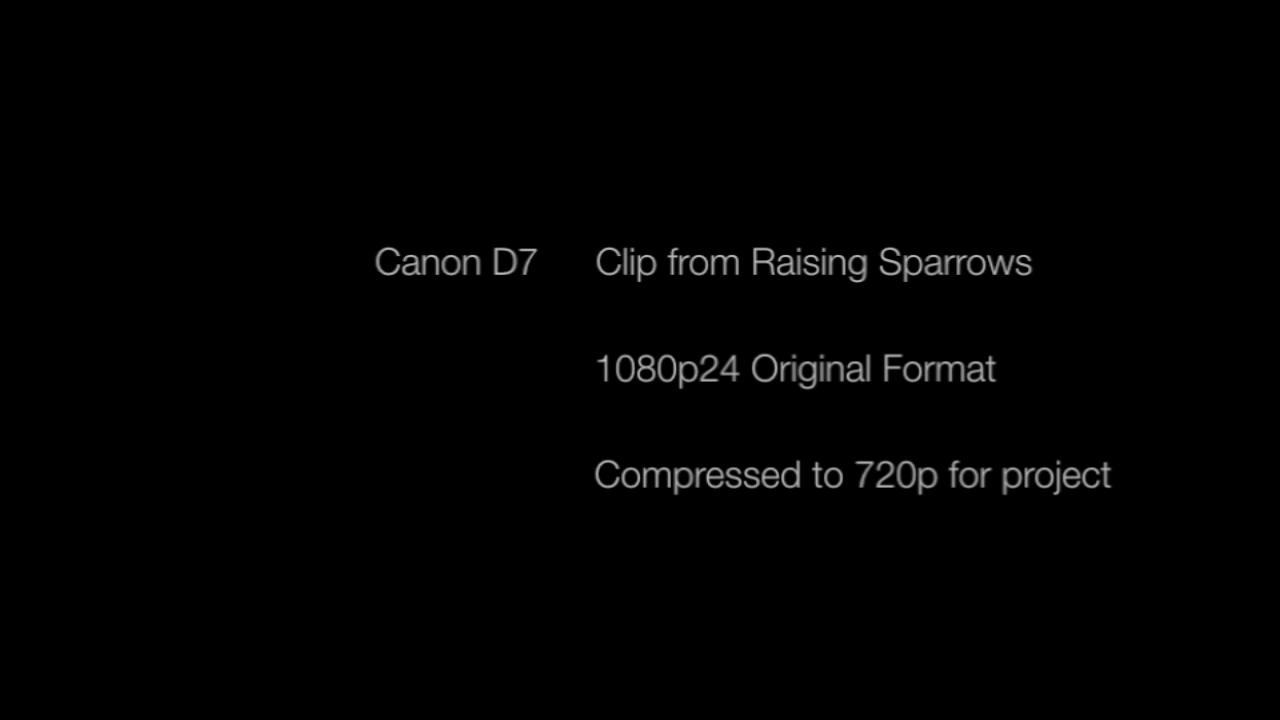 Canon D7 Clip from Raising Sparrows
1080p24 Original Format
Compressed to 720p for project